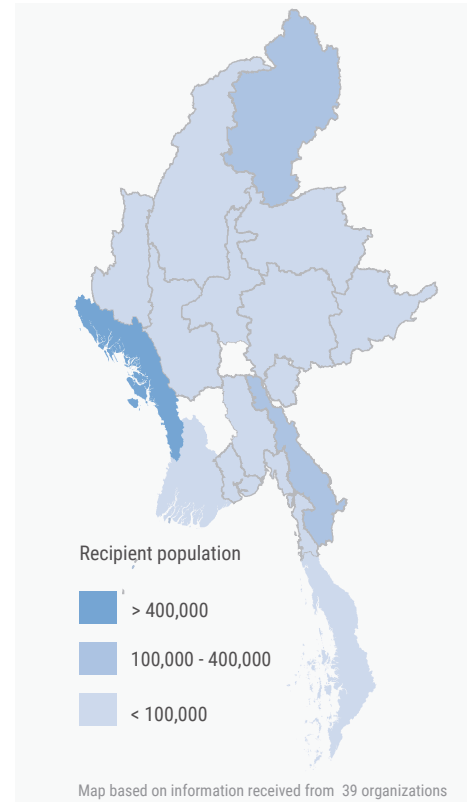 Recipient population
> 400,000
100,000 - 400,000
< 100,000
Map based on information received from 39 organizations